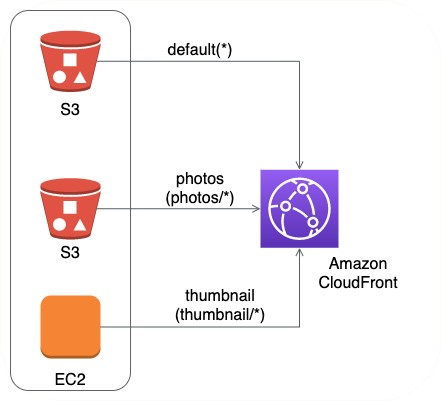 default(*)
S3
photos
(photos/*)
S3
Amazon
CloudFront
thumbnail
(thumbnail/*)
EC2